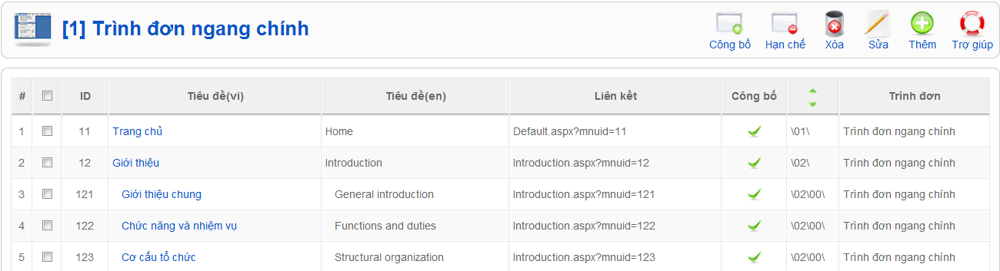 [1] Trình đơn ngang chính
Công bố Hạn chế Xóa Sửa Thêm Trợ giúp
# ID Tiêu đề(vi) Tiêu đề(en) Liên kết Công bố Trình đơn
1 11 Trang chủ Home Default.aspx?mnuid=11 \01\ Trình đơn ngang chính
2 12 Giới thiệu Introduction Introduction.aspx?mnuid=12 \02\ Trình đơn ngang chính
3 121 Giới thiệu chung General introduction Introduction.aspx?mnuid=121 \02\00\ Trình đơn ngang chính
4 122 Chức năng và nhiệm vụ Functions and duties Introduction.aspx?mnuid=122 \02\00\ Trình đơn ngang chính
5 123 Cơ cấu tổ chức Structural organization Introduction.aspx?mnuid=123 \02\00\ Trình đơn ngang chính